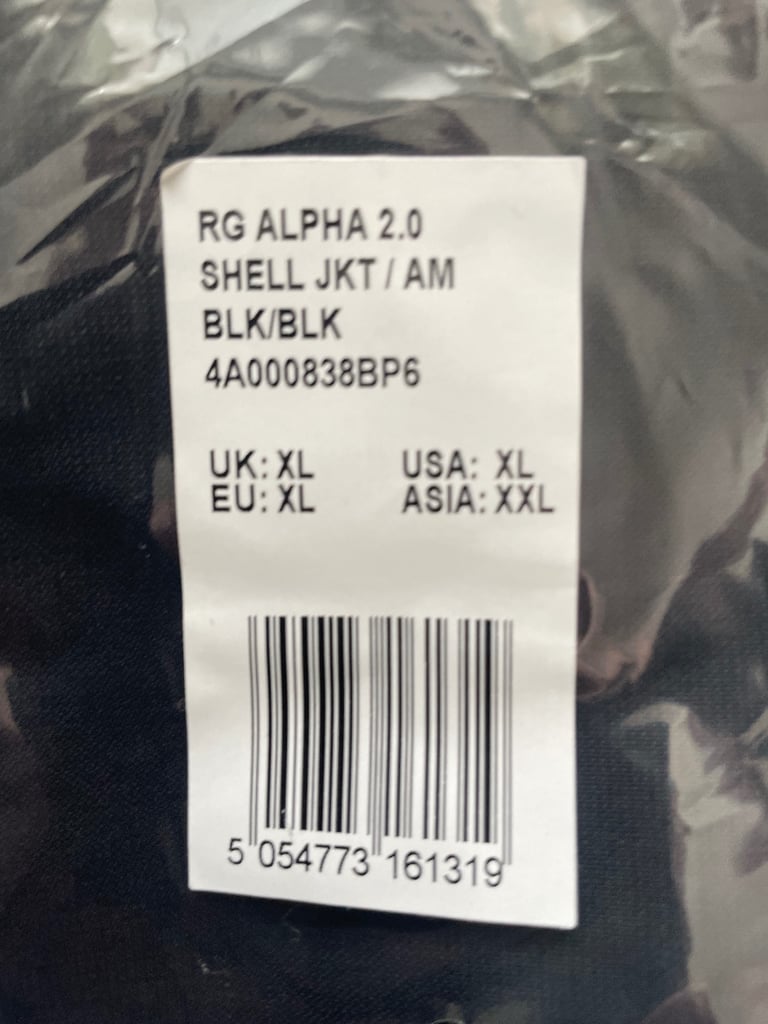 RG ALPHA 2.0
SHELL JKT / AM
BLK/BLK
4A000838BP6
UK: XL USA: XL
EU: XL ASIA: XXL
5 054773 161319